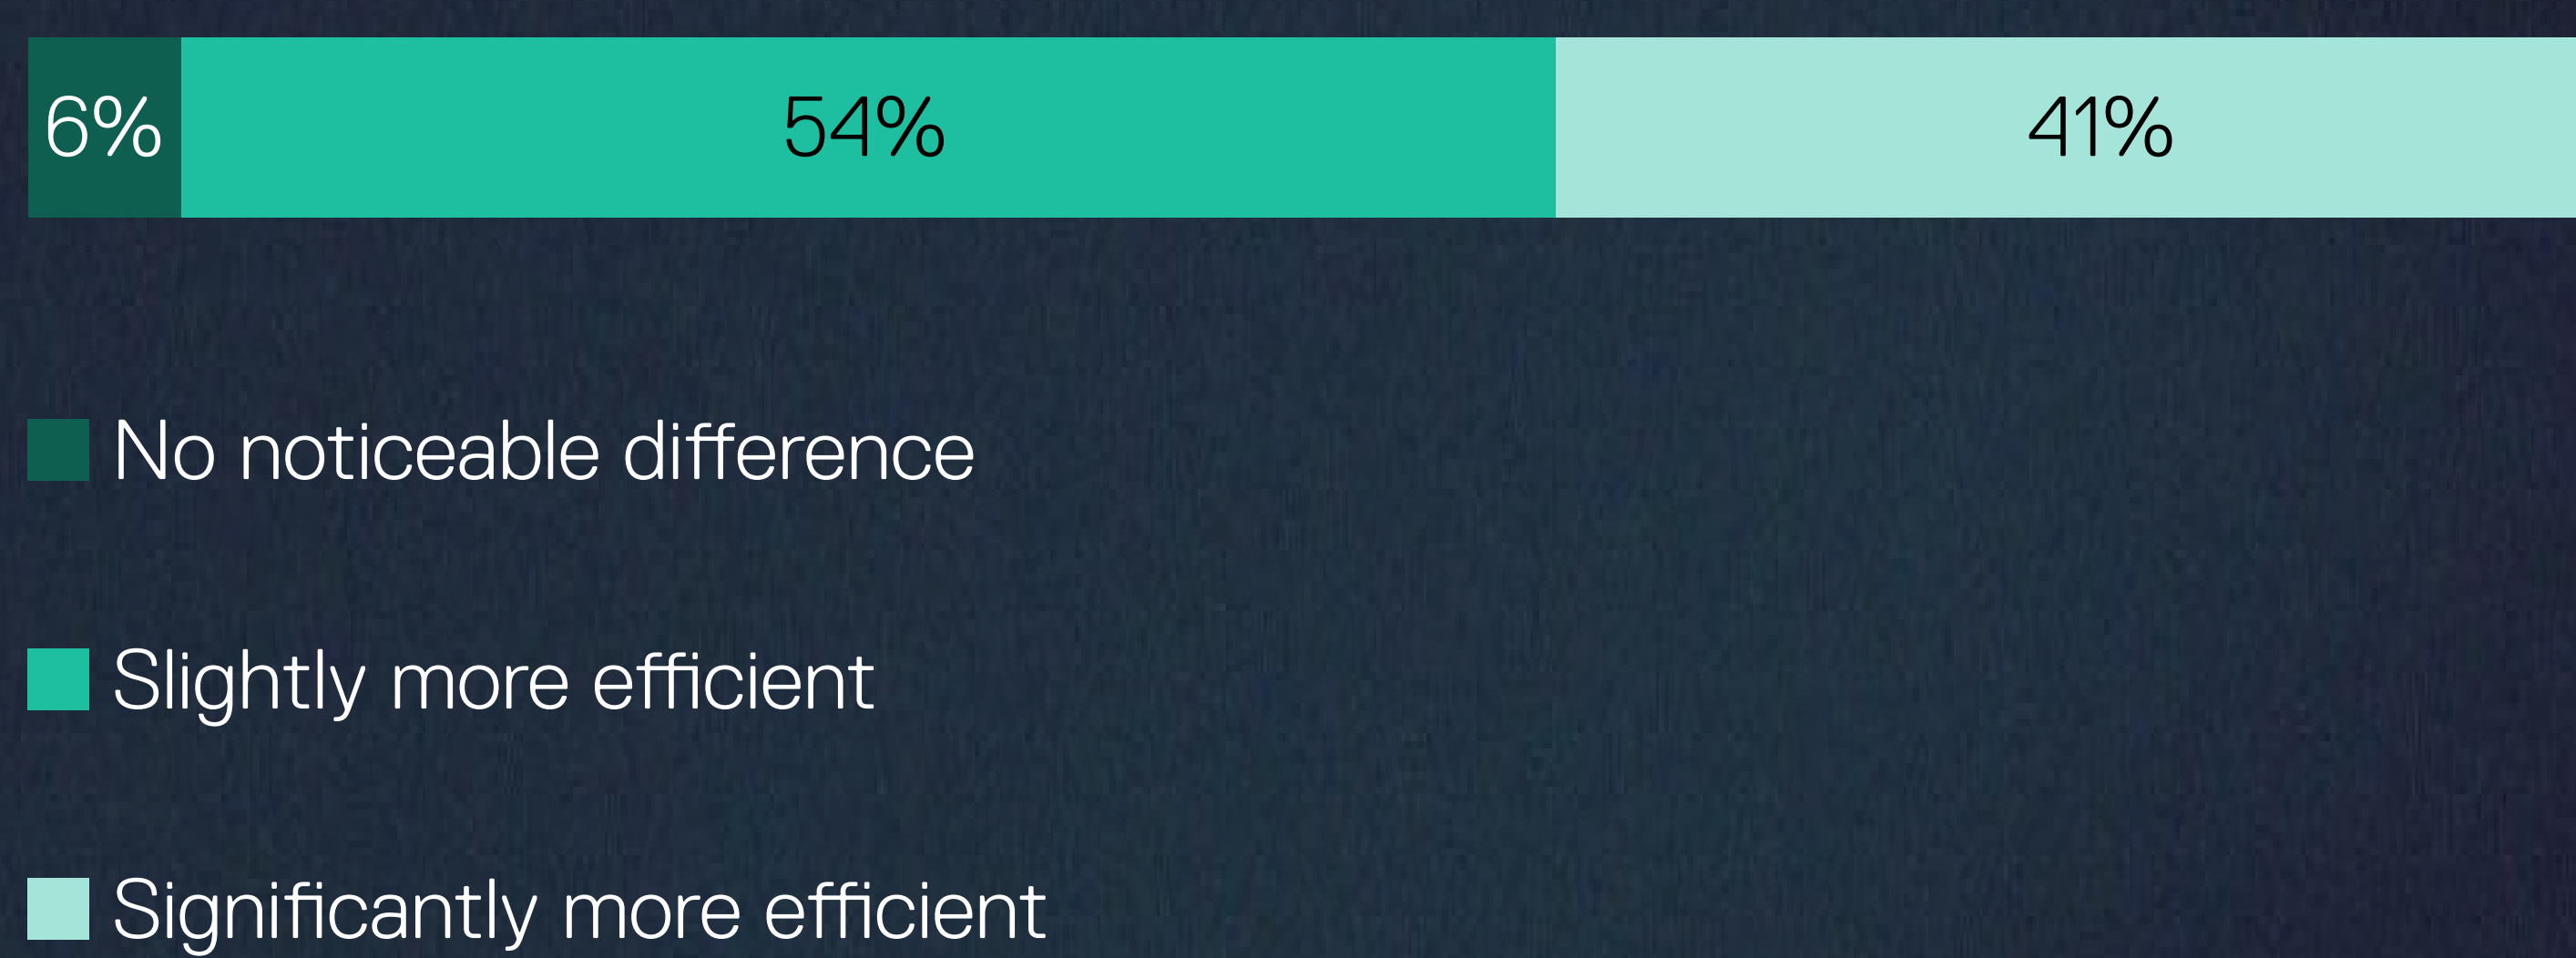 6% 54% 41%
No noticeable difference
Slightly more efficient
Significantly more efficient